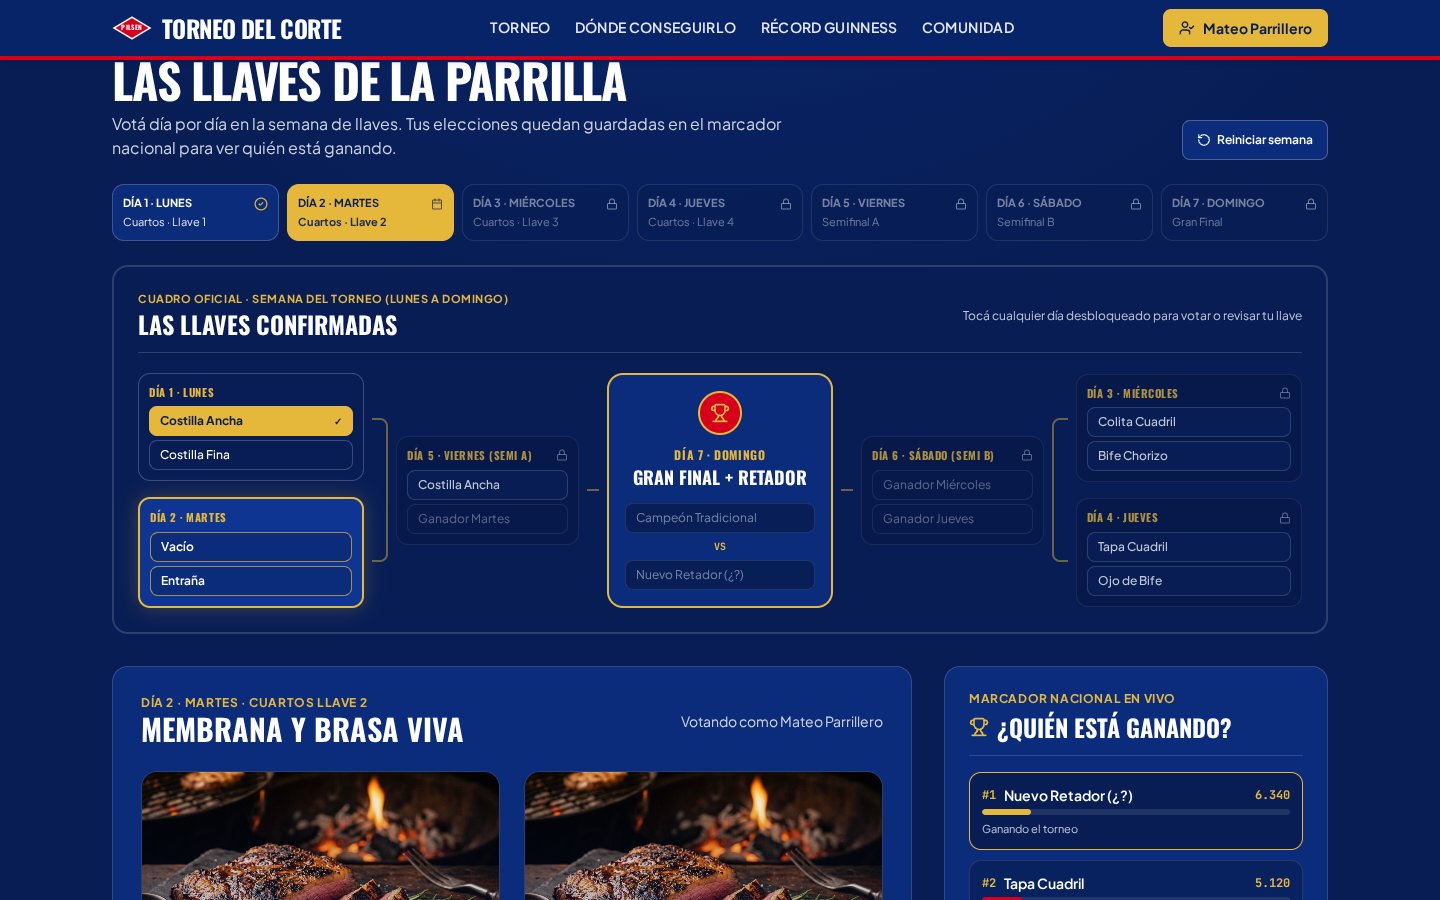 PILSEN
TORNEO DEL CORTE
TORNEO
DÓNDE CONSEGUIRLO
RÉCORD GUINNESS
COMUNIDAD
Mateo Parrillero
LAS LLAVES DE LA PARRILLA
Votá día por día en la semana de llaves. Tus elecciones quedan guardadas en el marcador
nacional para ver quién está ganando.
Reiniciar semana
DÍA 1 · LUNES
Cuartos · Llave 1
DÍA 2 · MARTES
Cuartos · Llave 2
DÍA 3 · MIÉRCOLES
Cuartos · Llave 3
DÍA 4 · JUEVES
Cuartos · Llave 4
DÍA 5 · VIERNES
Semifinal A
DÍA 6 · SÁBADO
Semifinal B
DÍA 7 · DOMINGO
Gran Final
CUADRO OFICIAL · SEMANA DEL TORNEO (LUNES A DOMINGO)
LAS LLAVES CONFIRMADAS
Tocá cualquier día desbloqueado para votar o revisar tu llave
DÍA 1 · LUNES
Costilla Ancha ✓
Costilla Fina
DÍA 2 · MARTES
Vacío
Entraña
DÍA 5 · VIERNES (SEMI A)
Costilla Ancha
Ganador Martes
DÍA 7 · DOMINGO
GRAN FINAL + RETADOR
Campeón Tradicional
VS
Nuevo Retador (¿?)
DÍA 6 · SÁBADO (SEMI B)
Ganador Miércoles
Ganador Jueves
DÍA 3 · MIÉRCOLES
Colita Cuadril
Bife Chorizo
DÍA 4 · JUEVES
Tapa Cuadril
Ojo de Bife
DÍA 2 · MARTES · CUARTOS LLAVE 2
MEMBRANA Y BRASA VIVA
Votando como Mateo Parrillero
MARCADOR NACIONAL EN VIVO
¿QUIÉN ESTÁ GANANDO?
#1 Nuevo Retador (¿?) 6.340
Ganando el torneo
#2 Tapa Cuadril 5.120